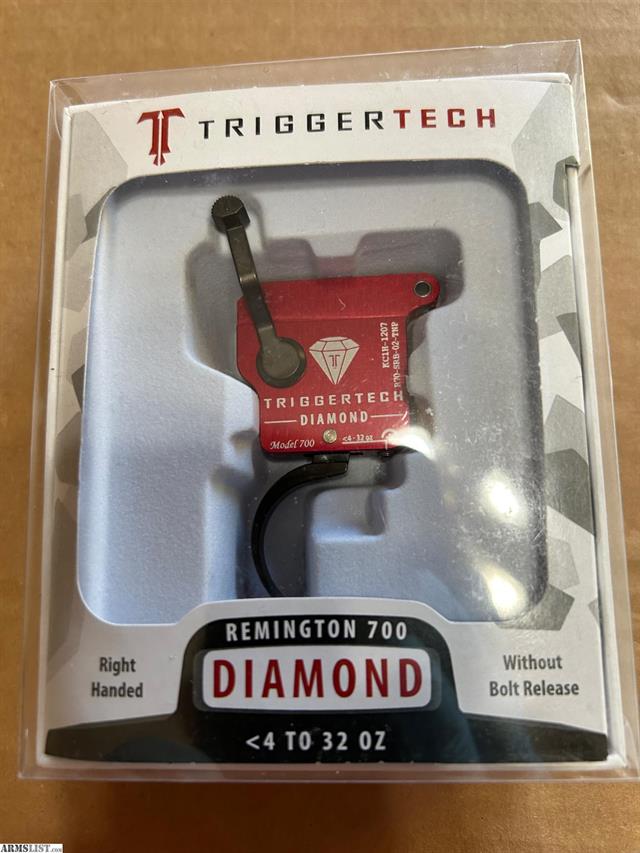 TRIGGERTECH
KC1H-1207
R70-SRB-02-TNP
TRIGGERTECH
DIAMOND
Model 700
<4 - 32 oz
REMINGTON 700
Right
Handed
DIAMOND
Without
Bolt Release
<4 TO 32 OZ
ARMSLIST.com